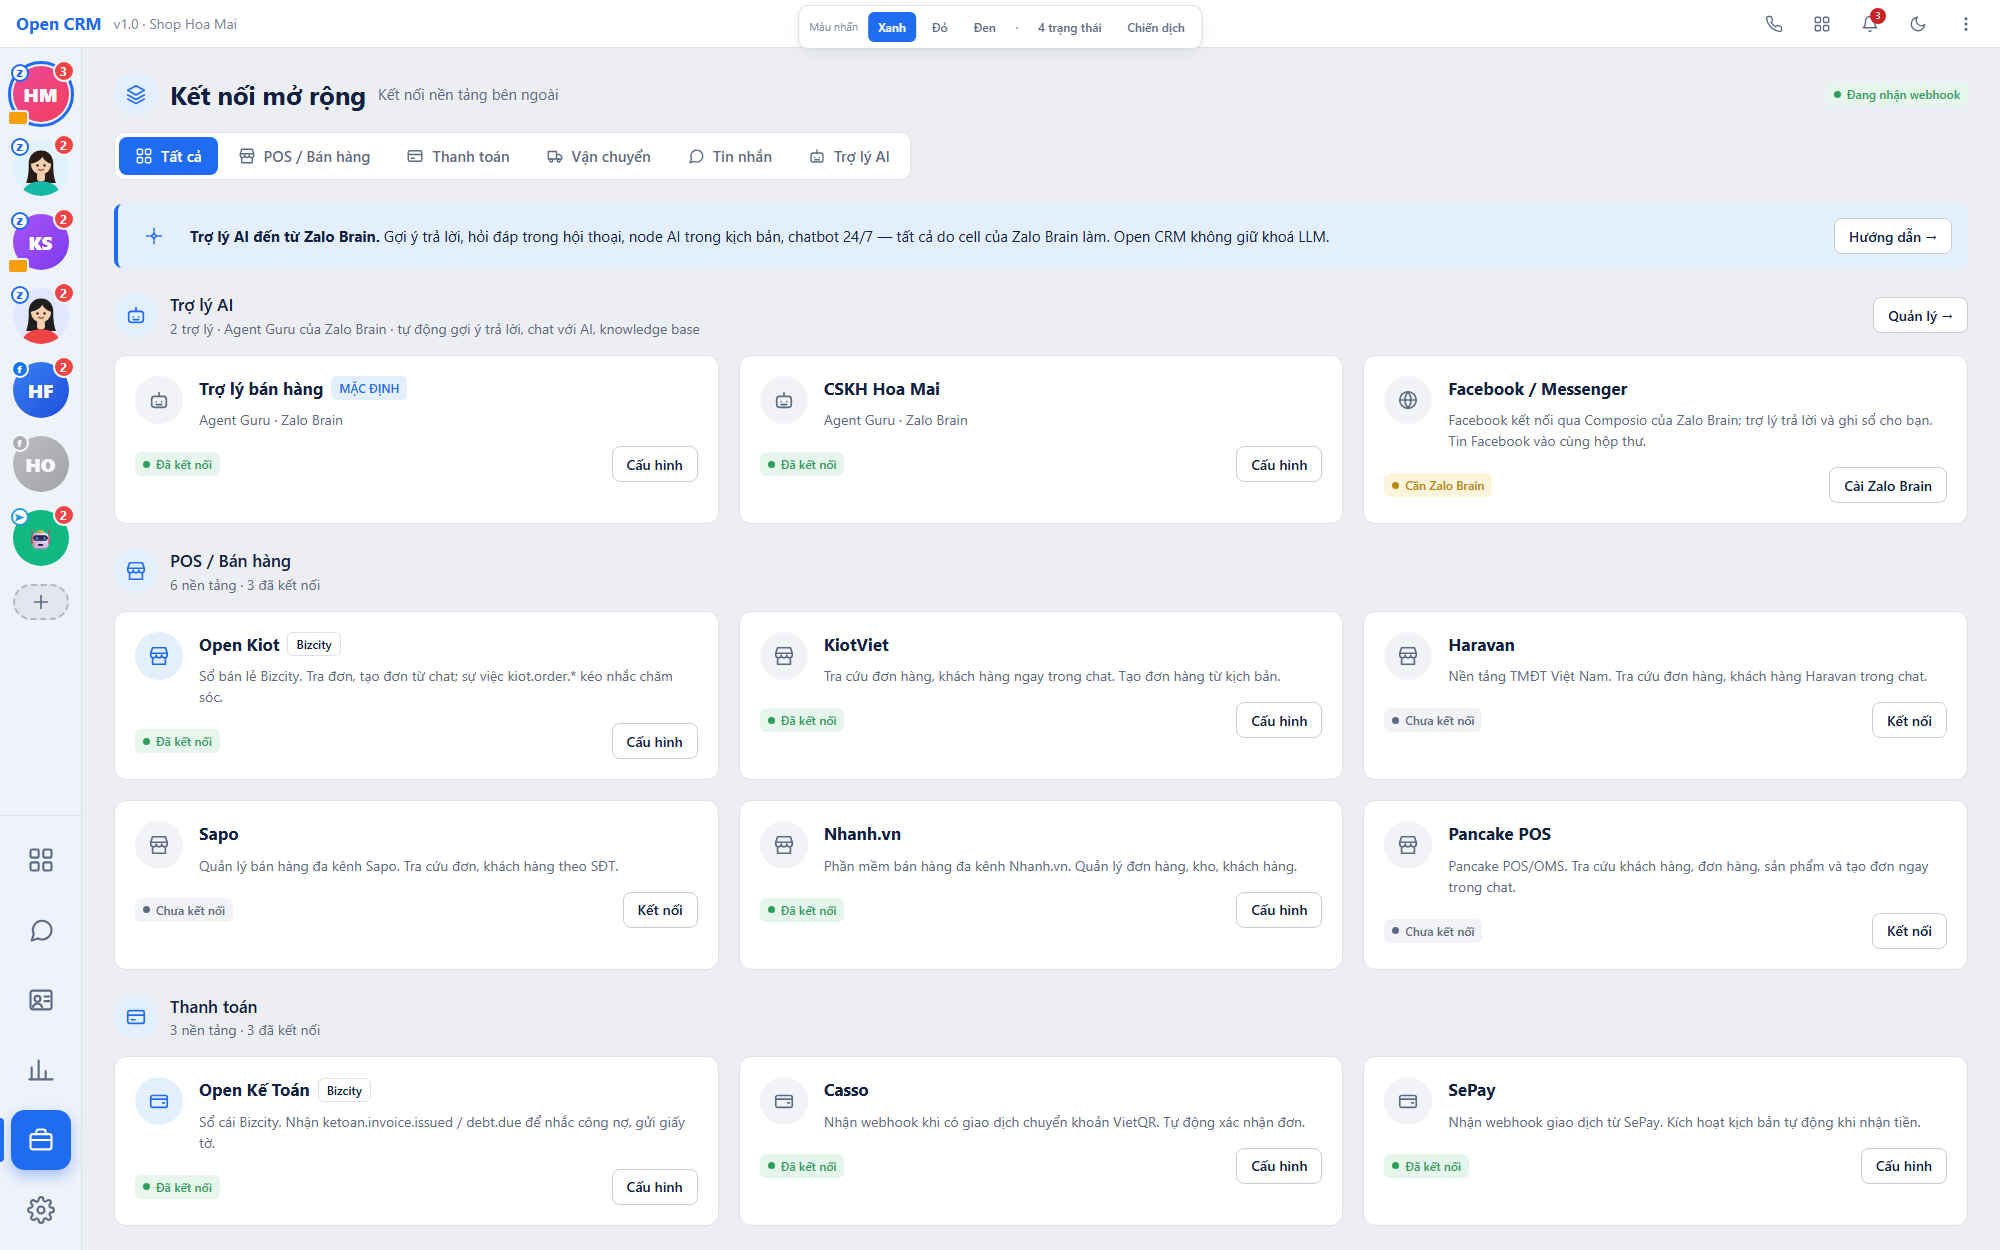 Open CRM v1.0 · Shop Hoa Mai
Màu nhấn Xanh Đỏ Đen · 4 trạng thái Chiến dịch
3
HM 3
2
KS 2
2
HF 2
HO
2
Kết nối mở rộng Kết nối nền tảng bên ngoài
Đang nhận webhook
Tất cả POS / Bán hàng Thanh toán Vận chuyển Tin nhắn Trợ lý AI
Trợ lý AI đến từ Zalo Brain. Gợi ý trả lời, hỏi đáp trong hội thoại, node AI trong kịch bản, chatbot 24/7 — tất cả do cell của Zalo Brain làm. Open CRM không giữ khoá LLM.
Hướng dẫn →
Trợ lý AI
2 trợ lý · Agent Guru của Zalo Brain · tự động gợi ý trả lời, chat với AI, knowledge base
Quản lý →
Trợ lý bán hàng MẶC ĐỊNH
Agent Guru · Zalo Brain
Đã kết nối Cấu hình
CSKH Hoa Mai
Agent Guru · Zalo Brain
Đã kết nối Cấu hình
Facebook / Messenger
Facebook kết nối qua Composio của Zalo Brain; trợ lý trả lời và ghi sổ cho bạn.
Tin Facebook vào cùng hộp thư.
Cần Zalo Brain Cài Zalo Brain
POS / Bán hàng
6 nền tảng · 3 đã kết nối
Open Kiot Bizcity
Sổ bán lẻ Bizcity. Tra đơn, tạo đơn từ chat; sự việc kiot.order.* kéo nhắc chăm
sóc.
Đã kết nối Cấu hình
KiotViet
Tra cứu đơn hàng, khách hàng ngay trong chat. Tạo đơn hàng từ kịch bản.
Đã kết nối Cấu hình
Haravan
Nền tảng TMĐT Việt Nam. Tra cứu đơn hàng, khách hàng Haravan trong chat.
Chưa kết nối Kết nối
Sapo
Quản lý bán hàng đa kênh Sapo. Tra cứu đơn, khách hàng theo SĐT.
Chưa kết nối Kết nối
Nhanh.vn
Phần mềm bán hàng đa kênh Nhanh.vn. Quản lý đơn hàng, kho, khách hàng.
Đã kết nối Cấu hình
Pancake POS
Pancake POS/OMS. Tra cứu khách hàng, đơn hàng, sản phẩm và tạo đơn ngay
trong chat.
Chưa kết nối Kết nối
Thanh toán
3 nền tảng · 3 đã kết nối
Open Kế Toán Bizcity
Sổ cái Bizcity. Nhận ketoan.invoice.issued / debt.due để nhắc công nợ, gửi giấy
tờ.
Đã kết nối Cấu hình
Casso
Nhận webhook khi có giao dịch chuyển khoản VietQR. Tự động xác nhận đơn.
Đã kết nối Cấu hình
SePay
Nhận webhook giao dịch từ SePay. Kích hoạt kịch bản tự động khi nhận tiền.
Đã kết nối Cấu hình